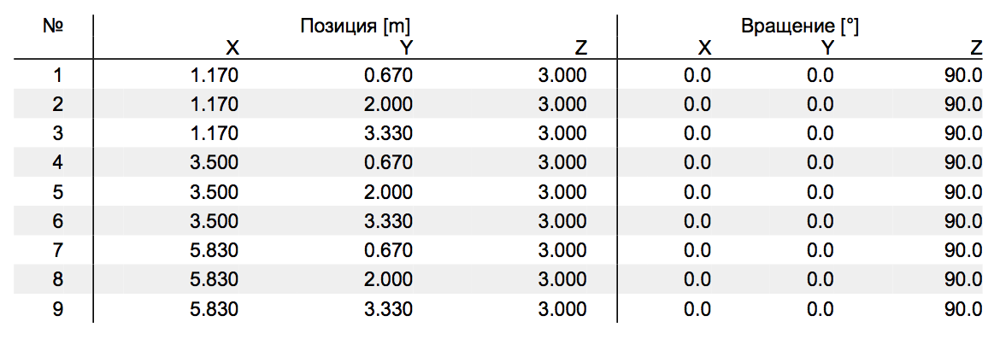 № Позиция [m] Вращение [°]
X Y Z X Y Z
1 1.170 0.670 3.000 0.0 0.0 90.0
2 1.170 2.000 3.000 0.0 0.0 90.0
3 1.170 3.330 3.000 0.0 0.0 90.0
4 3.500 0.670 3.000 0.0 0.0 90.0
5 3.500 2.000 3.000 0.0 0.0 90.0
6 3.500 3.330 3.000 0.0 0.0 90.0
7 5.830 0.670 3.000 0.0 0.0 90.0
8 5.830 2.000 3.000 0.0 0.0 90.0
9 5.830 3.330 3.000 0.0 0.0 90.0